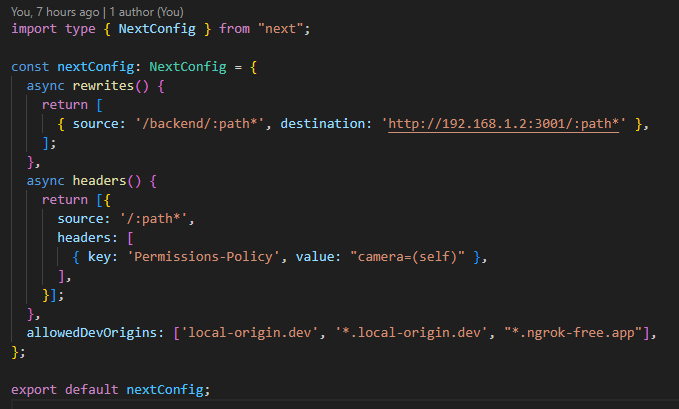 You, 7 hours ago | 1 author (You)
import type { NextConfig } from "next";
const nextConfig: NextConfig = {
async rewrites() {
return [
{ source: '/backend/:path*', destination: 'http://192.168.1.2:3001/:path*' },
];
},
async headers() {
return [{
source: '/:path*',
headers: [
{ key: 'Permissions-Policy', value: "camera=(self)" },
],
}];
},
allowedDevOrigins: ['local-origin.dev', '*.local-origin.dev', "*.ngrok-free.app"],
};
export default nextConfig;